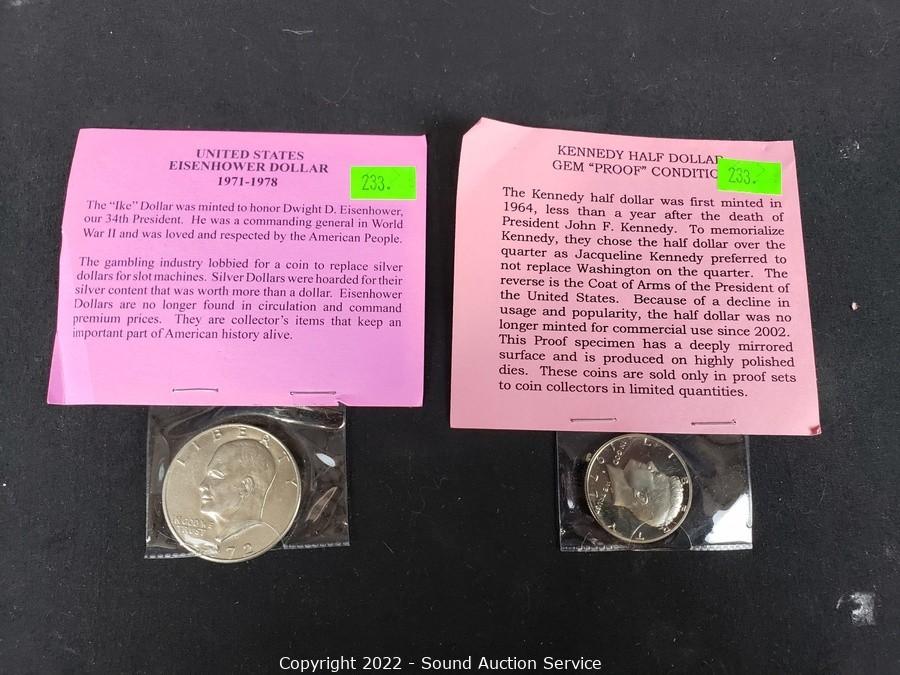 UNITED STATES
EISENHOWER DOLLAR
1971-1978
233.
The "Ike" Dollar was minted to honor Dwight D. Eisenhower,
our 34th President. He was a commanding general in World
War II and was loved and respected by the American People.
The gambling industry lobbied for a coin to replace silver
dollars for slot machines. Silver Dollars were hoarded for their
silver content that was worth more than a dollar. Eisenhower
Dollars are no longer found in circulation and command
premium prices. They are collector's items that keep an
important part of American history alive.
LIBERTY
IN GOD WE
TRUST
KENNEDY HALF DOLLAR
GEM "PROOF" CONDITIO
233.
The Kennedy half dollar was first minted in
1964, less than a year after the death of
President John F. Kennedy. To memorialize
Kennedy, they chose the half dollar over the
quarter as Jacqueline Kennedy preferred to
not replace Washington on the quarter. The
reverse is the Coat of Arms of the President of
the United States. Because of a decline in
usage and popularity, the half dollar was no
longer minted for commercial use since 2002.
This Proof specimen has a deeply mirrored
surface and is produced on highly polished
dies. These coins are sold only in proof sets
to coin collectors in limited quantities.
Copyright 2022 - Sound Auction Service